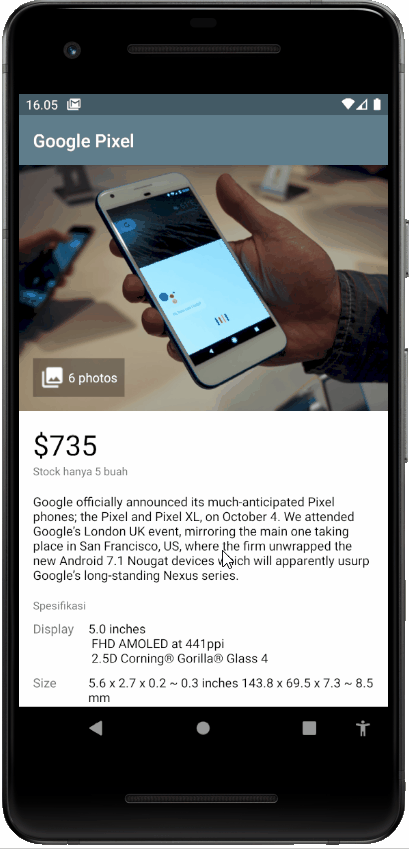 16.05
Google Pixel
6 photos
$735
Stock hanya 5 buah
Google officially announced its much-anticipated Pixel
phones; the Pixel and Pixel XL, on October 4. We attended
Google's London UK event, mirroring the main one taking
place in San Francisco, US, where the firm unwrapped the
new Android 7.1 Nougat devices which will apparently usurp
Google's long-standing Nexus series.
Spesifikasi
Display 5.0 inches
FHD AMOLED at 441ppi
2.5D Corning® Gorilla® Glass 4
Size 5.6 x 2.7 x 0.2 ~ 0.3 inches 143.8 x 69.5 x 7.3 ~ 8.5
mm